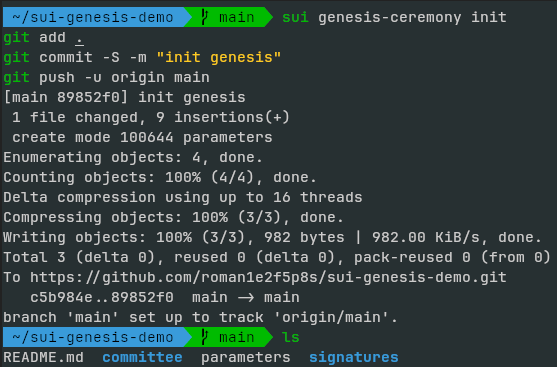 ~/sui-genesis-demo main sui genesis-ceremony init
git add .
git commit -S -m "init genesis"
git push -u origin main
[main 89852f0] init genesis
 1 file changed, 9 insertions(+)
 create mode 100644 parameters
Enumerating objects: 4, done.
Counting objects: 100% (4/4), done.
Delta compression using up to 16 threads
Compressing objects: 100% (3/3), done.
Writing objects: 100% (3/3), 982 bytes | 982.00 KiB/s, done.
Total 3 (delta 0), reused 0 (delta 0), pack-reused 0 (from 0)
To https://github.com/roman1e2f5p8s/sui-genesis-demo.git
   c5b984e..89852f0  main -> main
branch 'main' set up to track 'origin/main'.
~/sui-genesis-demo main ls
README.md  committee  parameters  signatures